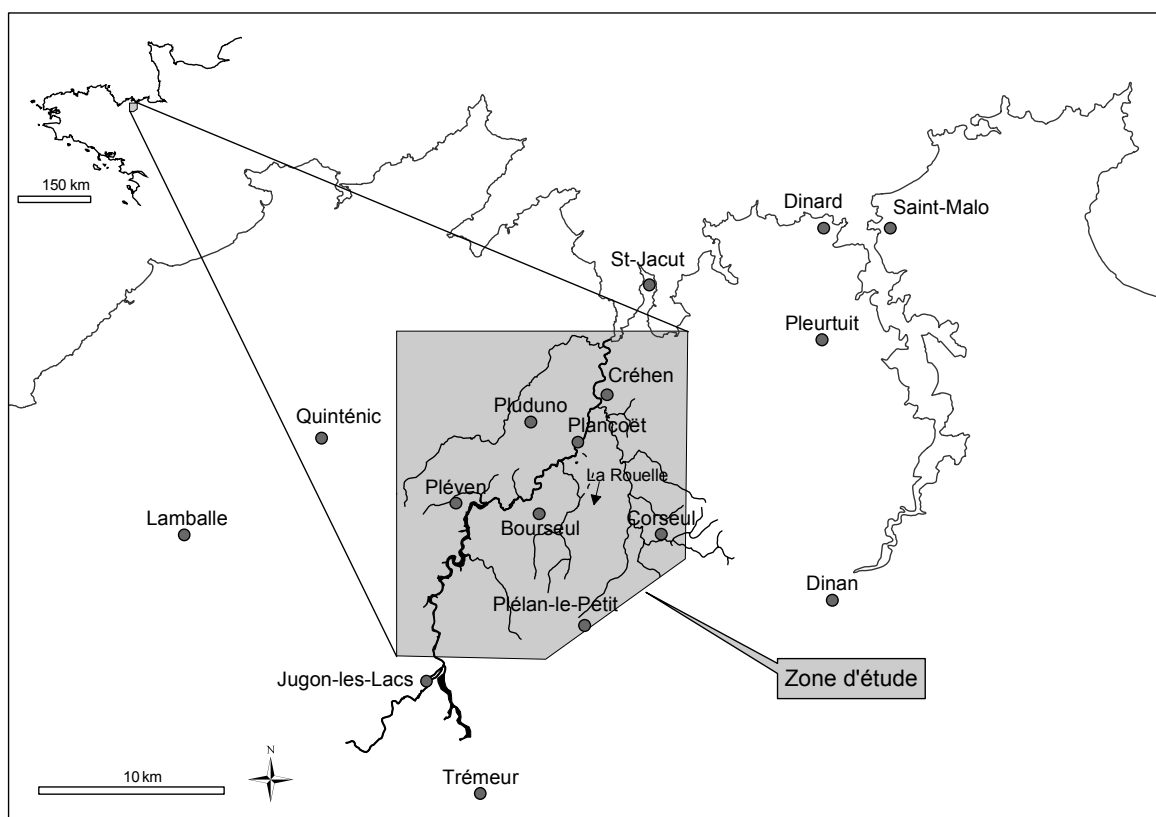 150 km
Dinard
Saint-Malo
St-Jacut
Pleurtuit
Créhen
Pluduno
Quinténic
Plancoët
La Rouelle
Pléven
Lamballe
Bourseul
Corseul
Dinan
Plélan-le-Petit
Jugon-les-Lacs
Zone d'étude
N
10 km
Trémeur